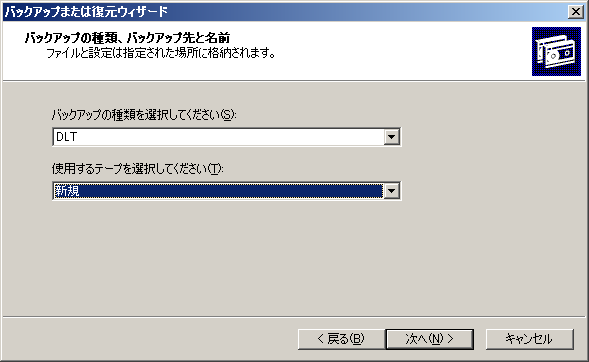 バックアップまたは復元ウィザード
バックアップの種類、バックアップ先と名前
ファイルと設定は指定された場所に格納されます。
バックアップの種類を選択してください(S):
DLT
使用するテープを選択してください(T):
新規
< 戻る(B)
次へ(N) >
キャンセル